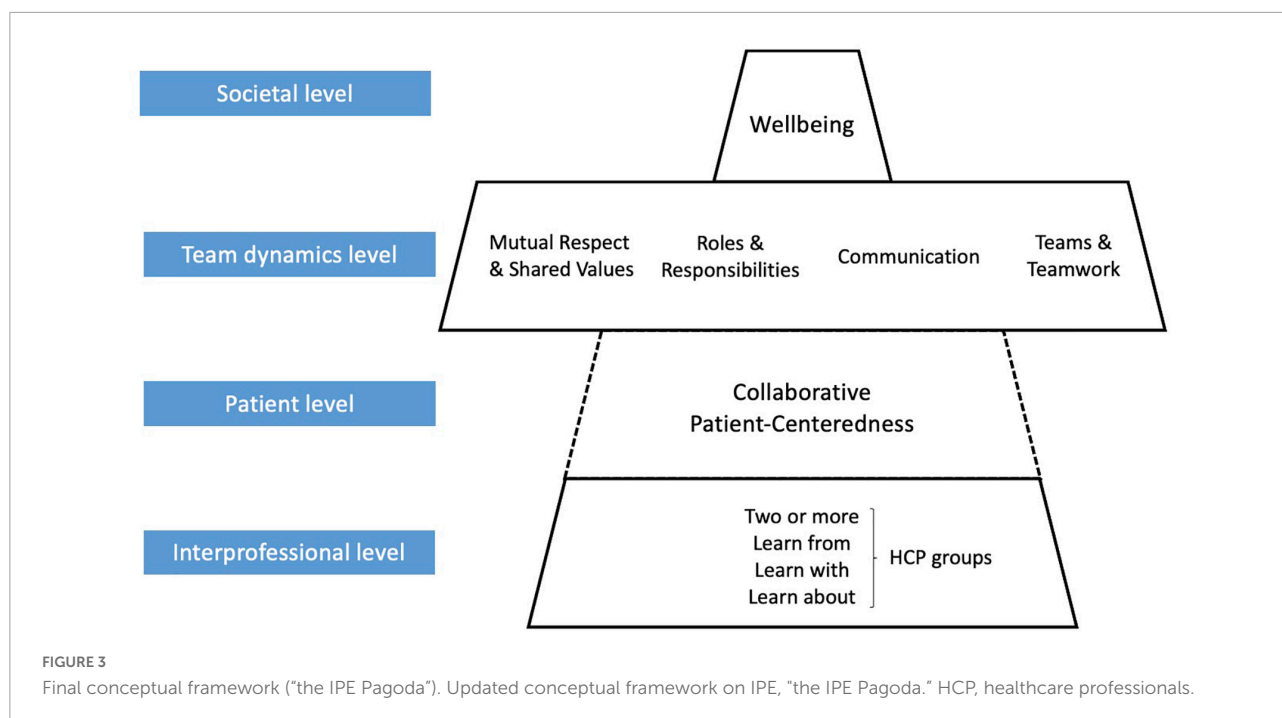 Societal level
Wellbeing
Team dynamics level
Mutual Respect
& Shared Values
Roles &
Responsibilities
Communication
Teams &
Teamwork
Patient level
Collaborative
Patient-Centeredness
Interprofessional level
Two or more
Learn from
Learn with
Learn about
HCP groups
FIGURE 3
Final conceptual framework (“the IPE Pagoda”). Updated conceptual framework on IPE, “the IPE Pagoda.” HCP, healthcare professionals.